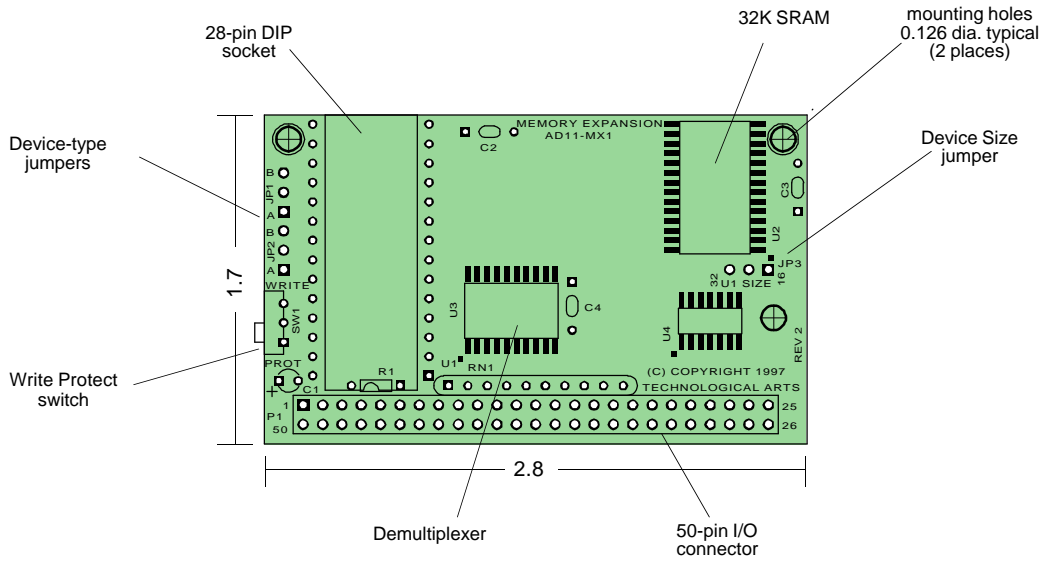 28-pin DIP
socket
32K SRAM
mounting holes
0.126 dia. typical
(2 places)
Device-type
jumpers
Device Size
jumper
Write Protect
switch
MEMORY EXPANSION
AD11-MX1
C2
C3
U2
B
JP1
A
B
JP2
A
WRITE
SW1
PROT
+
C1
R1
U3
C4
U1
RN1
JP3
32
U1 SIZE
16
U4
REV 2
(C) COPYRIGHT 1997
TECHNOLOGICAL ARTS
1
P1
50
25
26
1.7
2.8
Demultiplexer
50-pin I/O
connector